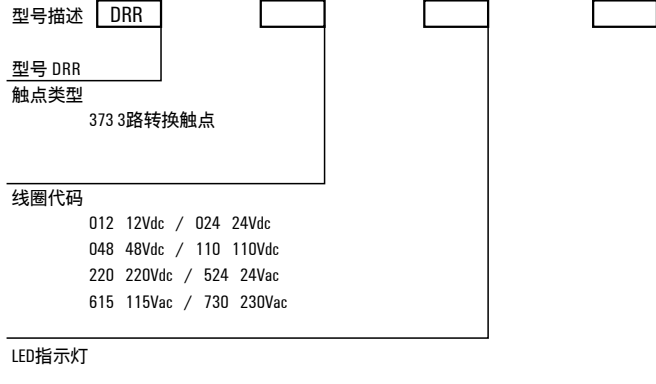 型号描述 DRR
型号 DRR
触点类型
373 3路转换触点
线圈代码
012 12Vdc / 024 24Vdc
048 48Vdc / 110 110Vdc
220 220Vdc / 524 24Vac
615 115Vac / 730 230Vac
LED指示灯